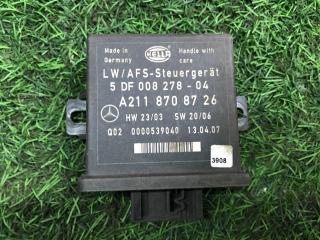 Made in Germany
HELLA
Handle with care
LW/AFS-Steuergerät
5 DF 008 278 - 04
A211 870 87 26
HW 23/03 SW 20/06
Q02 0000539040 13.04.07
3908